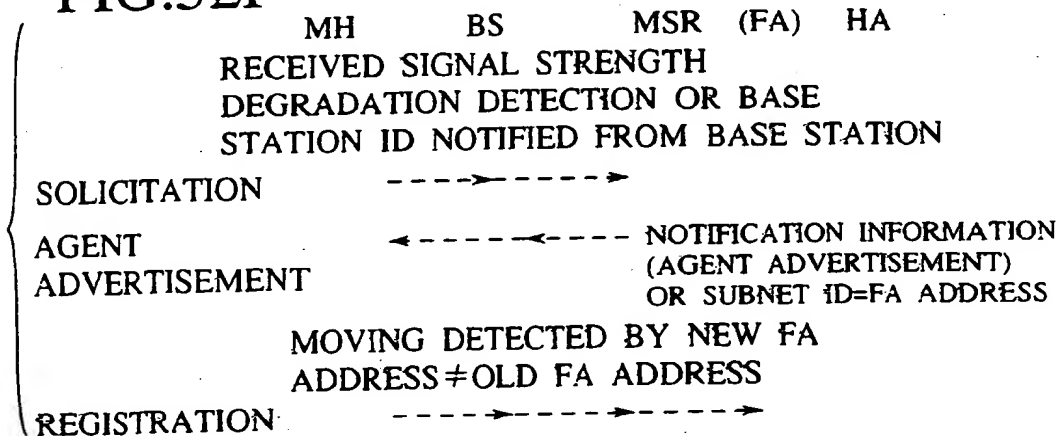 MH BS MSR (FA) HA
RECEIVED SIGNAL STRENGTH
DEGRADATION DETECTION OR BASE
STATION ID NOTIFIED FROM BASE STATION
SOLICITATION
AGENT
ADVERTISEMENT
NOTIFICATION INFORMATION
(AGENT ADVERTISEMENT)
OR SUBNET ID=FA ADDRESS
MOVING DETECTED BY NEW FA
ADDRESS≠OLD FA ADDRESS
REGISTRATION